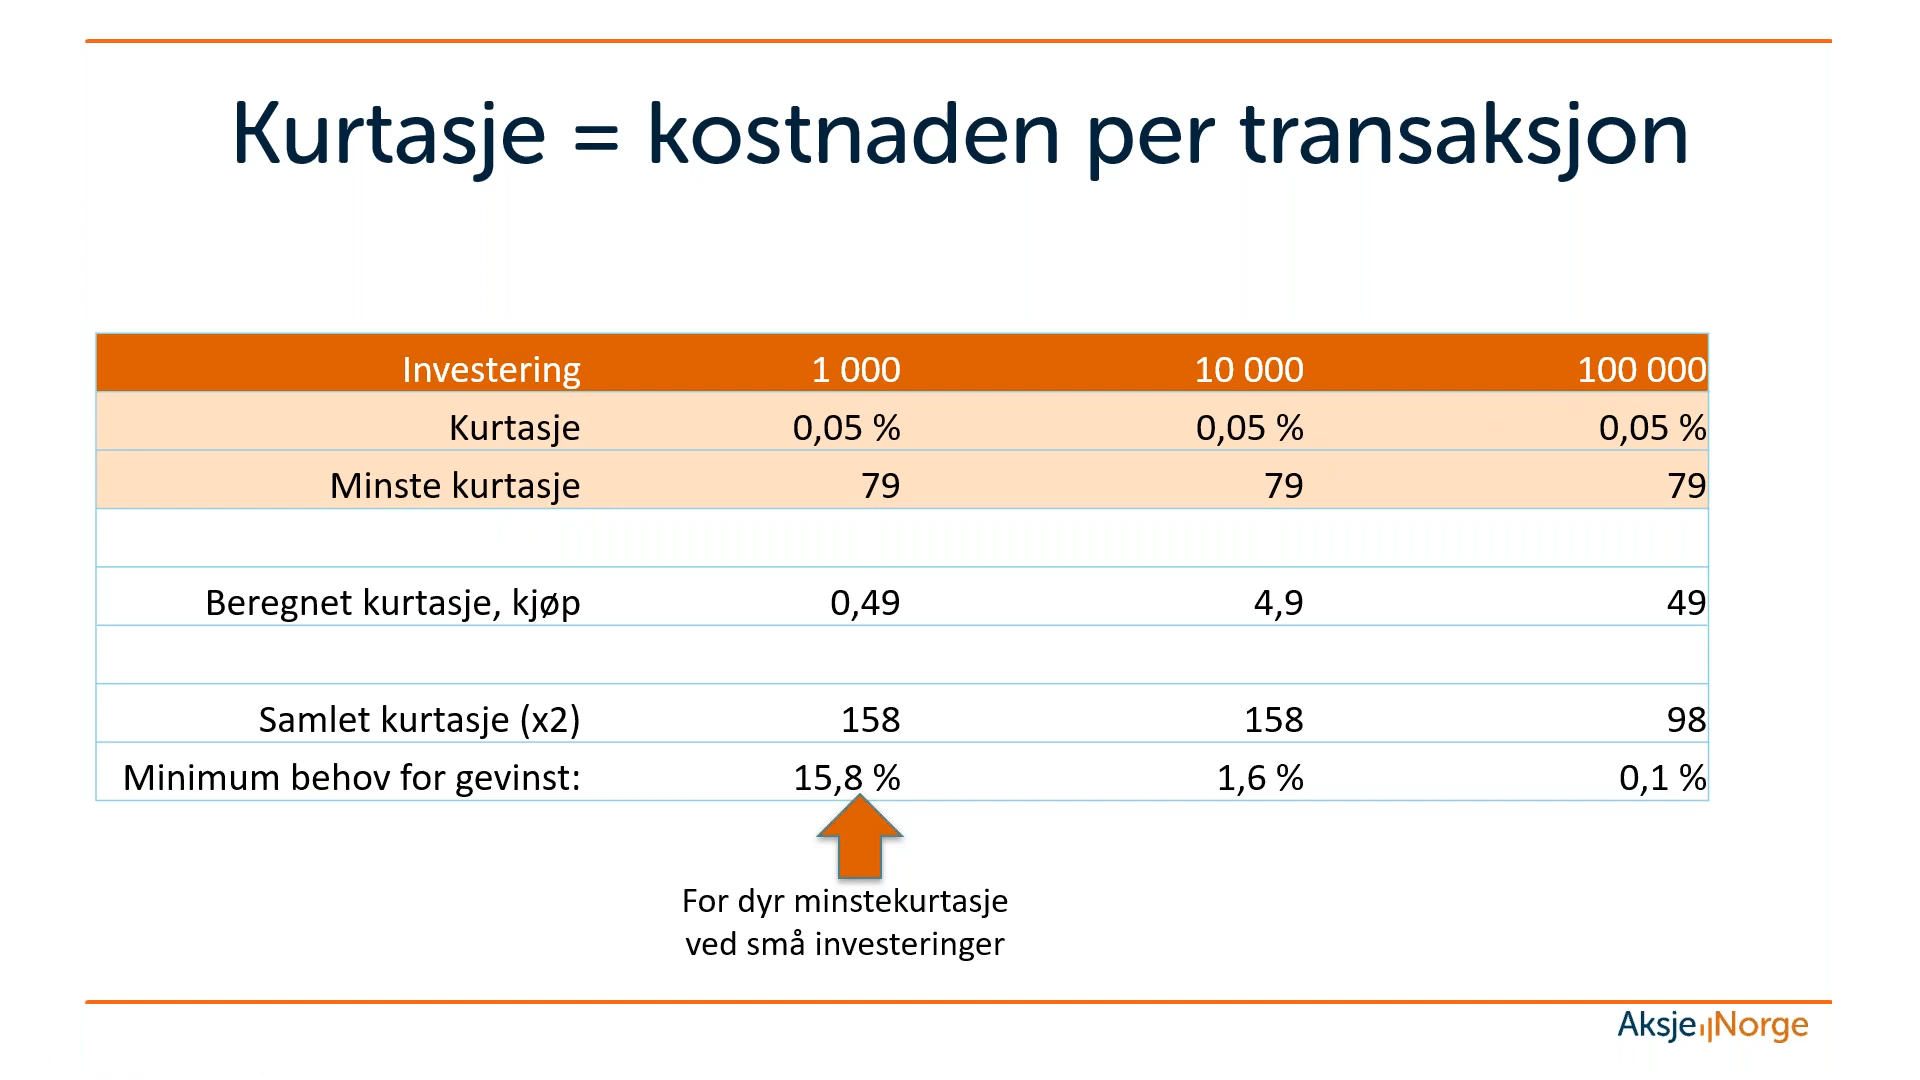 Kurtasje = kostnaden per transaksjon
Investering 1 000 10 000 100 000
Kurtasje 0,05 % 0,05 % 0,05 %
Minste kurtasje 79 79 79
Beregnet kurtasje, kjøp 0,49 4,9 49
Samlet kurtasje (x2) 158 158 98
Minimum behov for gevinst: 15,8 % 1,6 % 0,1 %
For dyr minstekurtasje
ved små investeringer
AksjeNorge